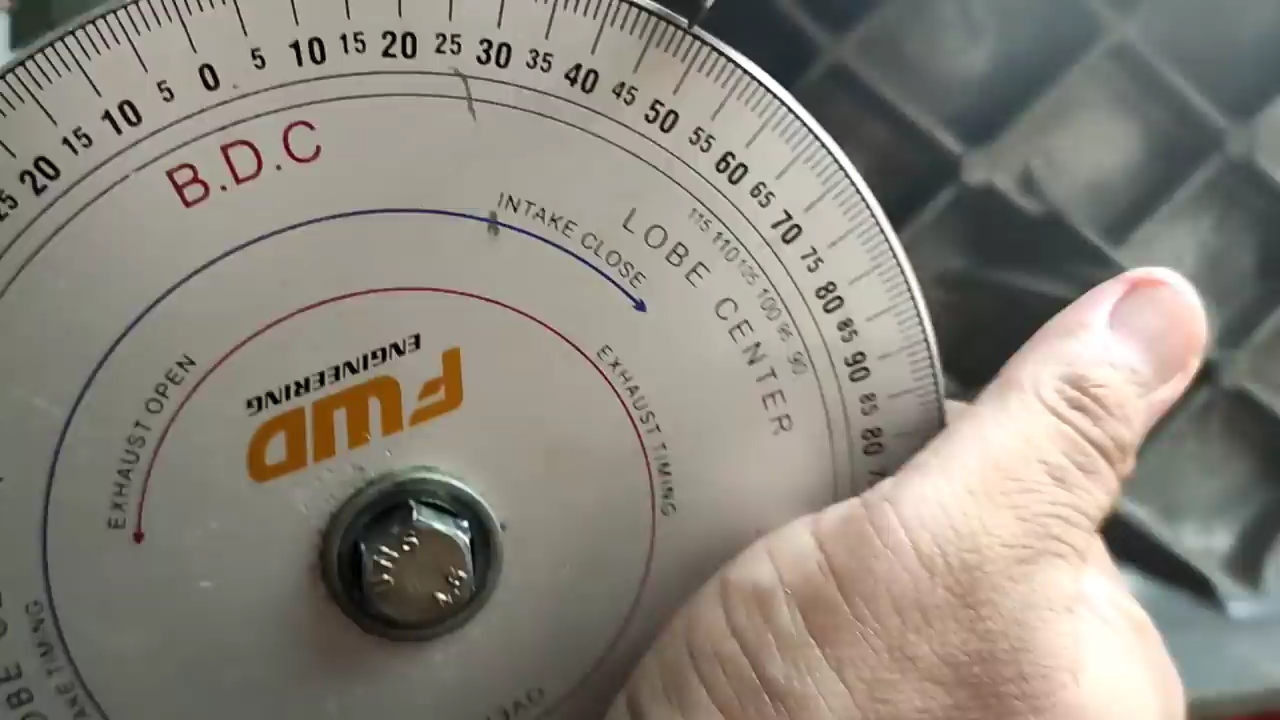 25 20 15 10 5 0 5 10 15 20 25 30 35 40 45 50 55 60 65 70 75 80 85 90 85 80
B.D.C
INTAKE CLOSE
LOBE CENTER
115 110 105 100 95 90
EXHAUST OPEN
EXHAUST TIMING
FWD
ENGINEERING